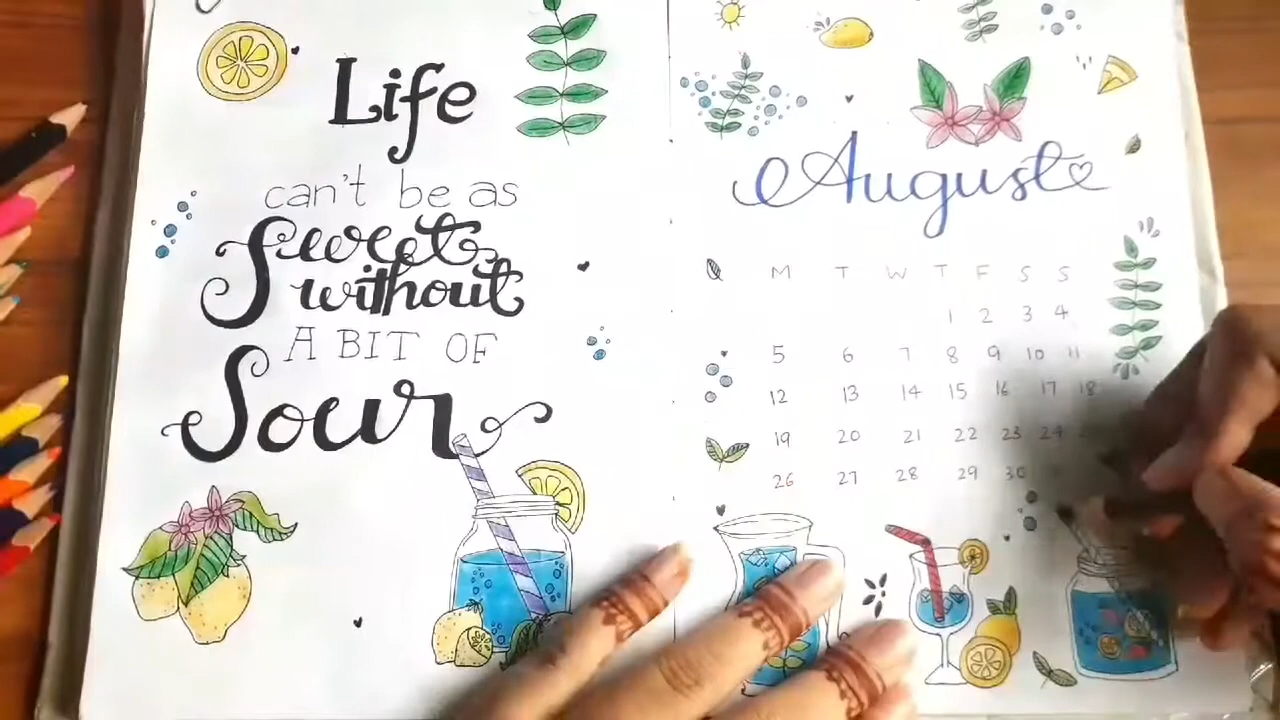 Life
can't be as
Sweet
without
A BIT OF
Sour
August
M T W T F S S
1 2 3 4
5 6 7 8 9 10 11
12 13 14 15 16 17 18
19 20 21 22 23 24
26 27 28 29 30